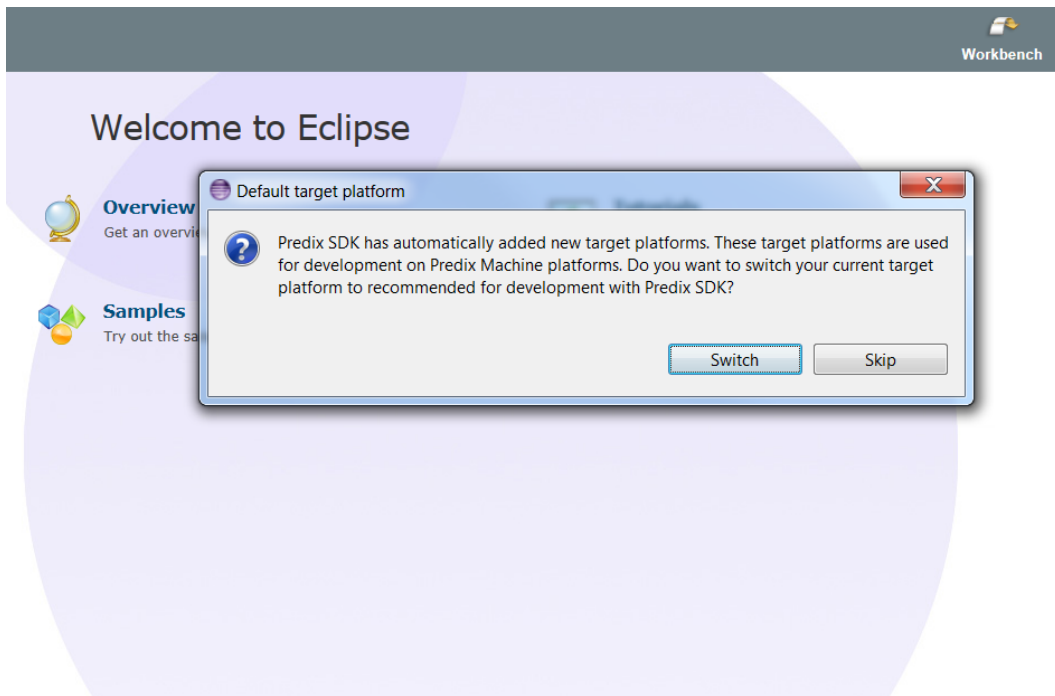 Workbench
Welcome to Eclipse
Default target platform
Overview
Get an overvie
Predix SDK has automatically added new target platforms. These target platforms are used
for development on Predix Machine platforms. Do you want to switch your current target
platform to recommended for development with Predix SDK?
Samples
Try out the sa
Switch
Skip